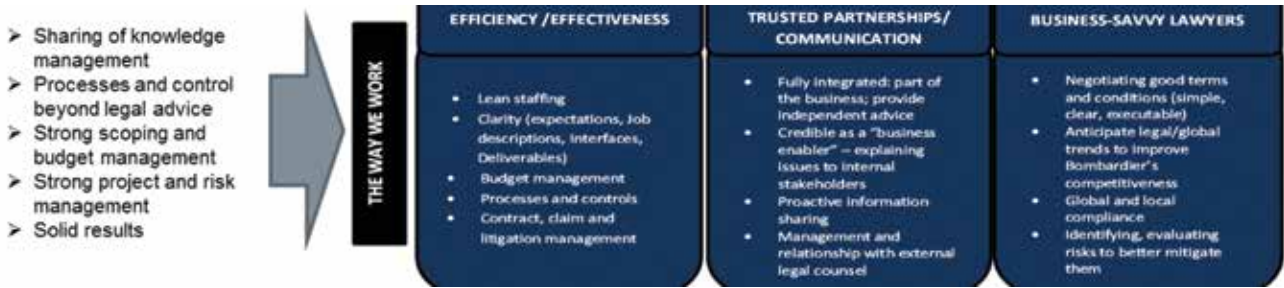 ➢ Sharing of knowledge
management
➢ Processes and control
beyond legal advice
➢ Strong scoping and
budget management
➢ Strong project and risk
management
➢ Solid results
THE WAY WE WORK
EFFICIENCY /EFFECTIVENESS
• Lean staffing
• Clarity (expectations, Job
descriptions, Interfaces,
Deliverables)
• Budget management
• Processes and controls
• Contract, claim and
litigation management
TRUSTED PARTNERSHIPS/
COMMUNICATION
• Fully integrated: part of
the business; provide
independent advice
• Credible as a "business
enabler" – explaining
issues to internal
stakeholders
• Proactive information
sharing
• Management and
relationship with external
legal counsel
BUSINESS-SAVVY LAWYERS
• Negotiating good terms
and conditions (simple,
clear, executable)
• Anticipate legal/global
trends to improve
Bombardier's
competitiveness
• Global and local
compliance
• Identifying, evaluating
risks to better mitigate
them